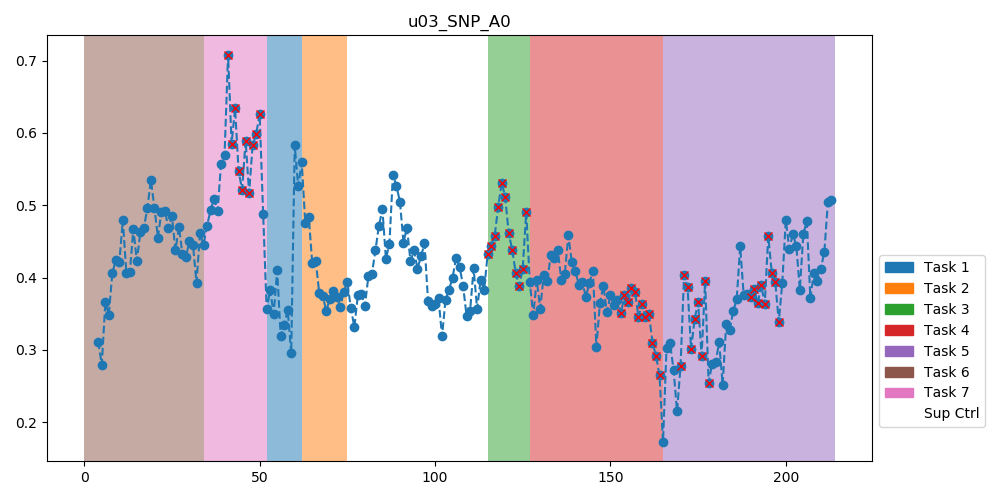 u03_SNP_A0
0.7
0.6
0.5
0.4
0.3
0.2
0 50 100 150 200
Task 1
Task 2
Task 3
Task 4
Task 5
Task 6
Task 7
Sup Ctrl